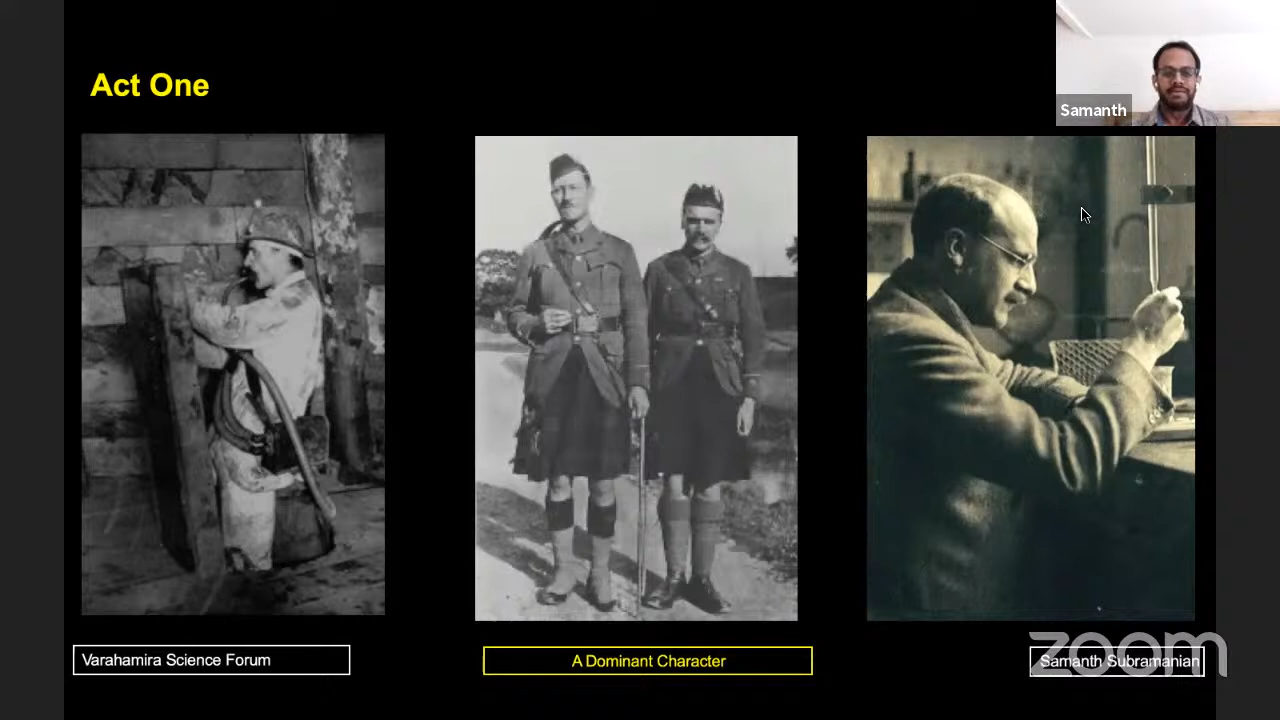 Act One
Samanth
Varahamira Science Forum
A Dominant Character
Samanth Subramanian
zoom